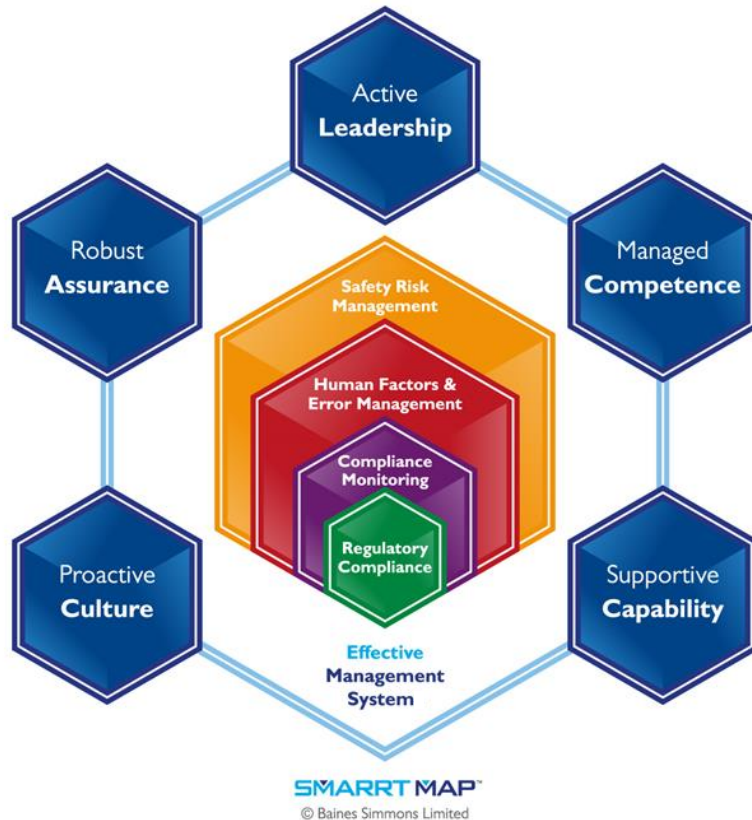 Active
Leadership
Robust
Assurance
Managed
Competence
Safety Risk
Management
Human Factors &
Error Management
Compliance
Monitoring
Regulatory
Compliance
Proactive
Culture
Supportive
Capability
Effective
Management
System
SMARRT MAP™
© Baines Simmons Limited